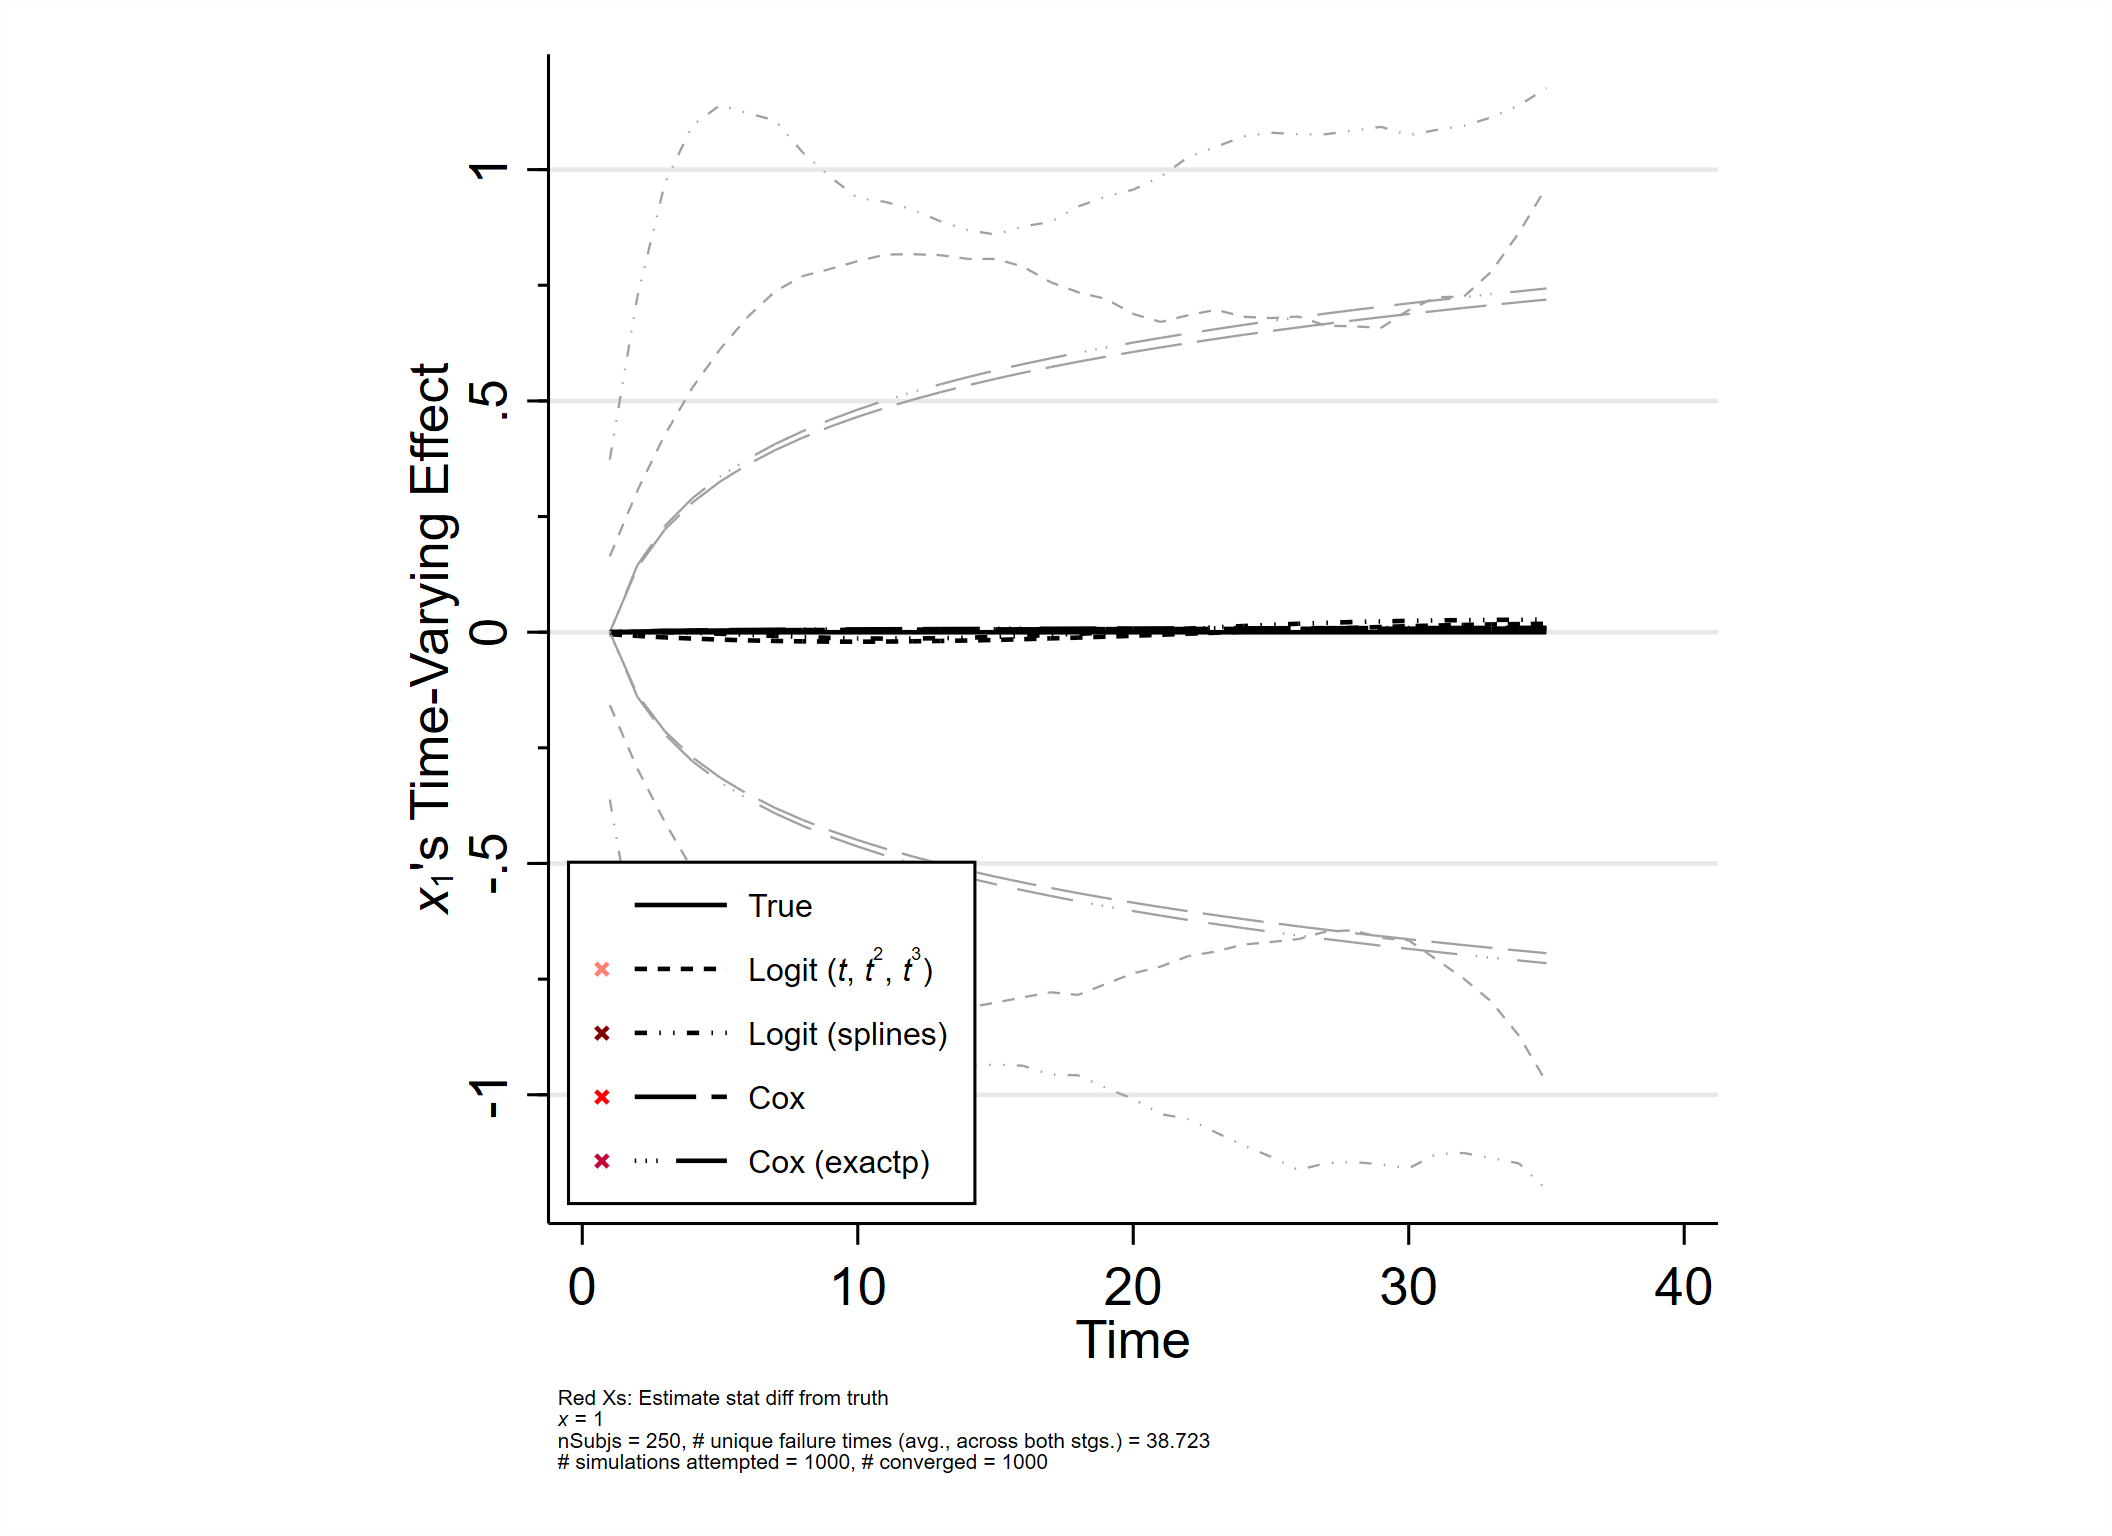 x₁'s Time-Varying Effect
1
.5
0
-.5
-1
True
Logit (t, t², t³)
Logit (splines)
Cox
Cox (exactp)
0 10 20 30 40
Time
Red Xs: Estimate stat diff from truth
x = 1
nSubjs = 250, # unique failure times (avg., across both stgs.) = 38.723
# simulations attempted = 1000, # converged = 1000